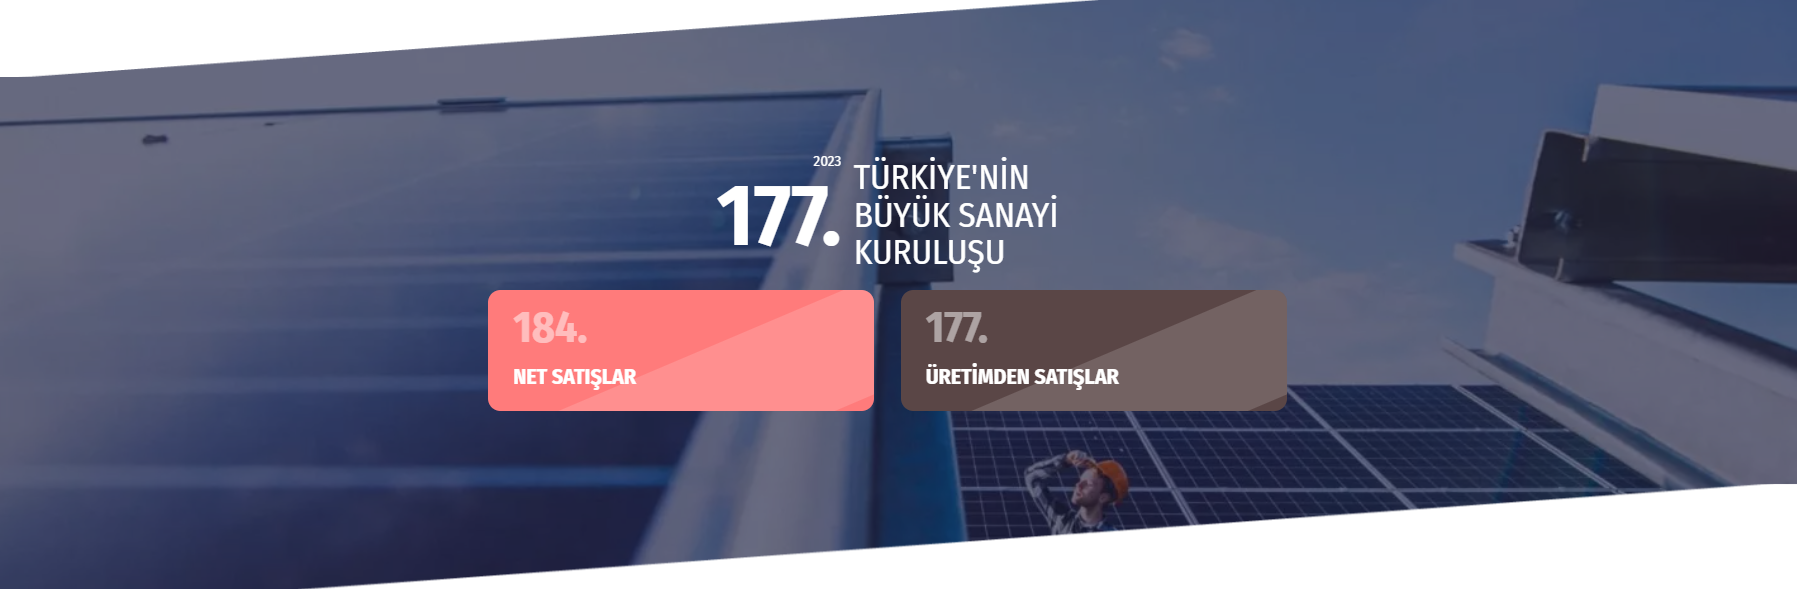 2023
177.
TÜRKİYE'NİN
BÜYÜK SANAYİ
KURULUŞU
184.
NET SATIŞLAR
177.
ÜRETİMDEN SATIŞLAR